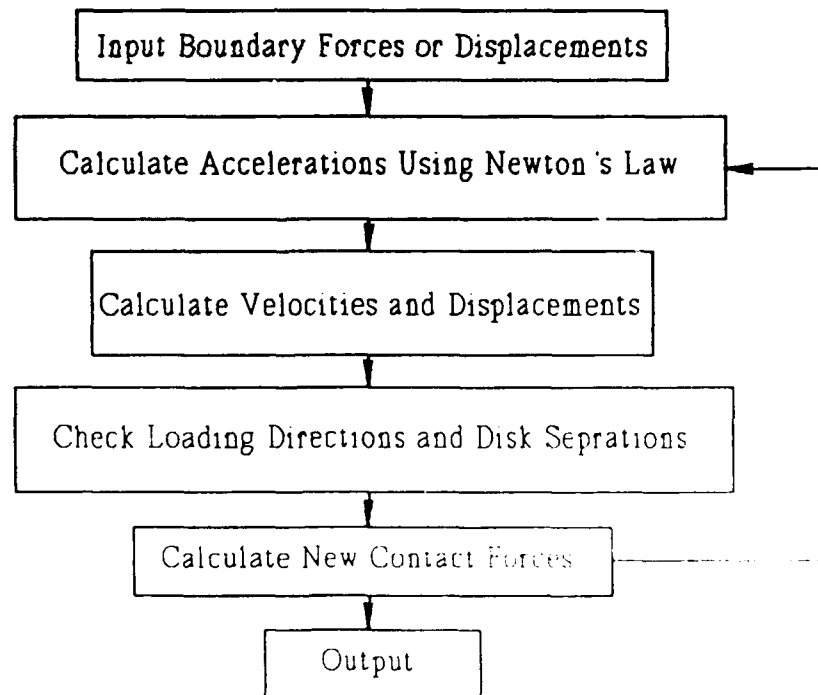 Input Boundary Forces or Displacements
Calculate Accelerations Using Newton's Law
Calculate Velocities and Displacements
Check Loading Directions and Disk Seprations
Calculate New Contact Forces
Output